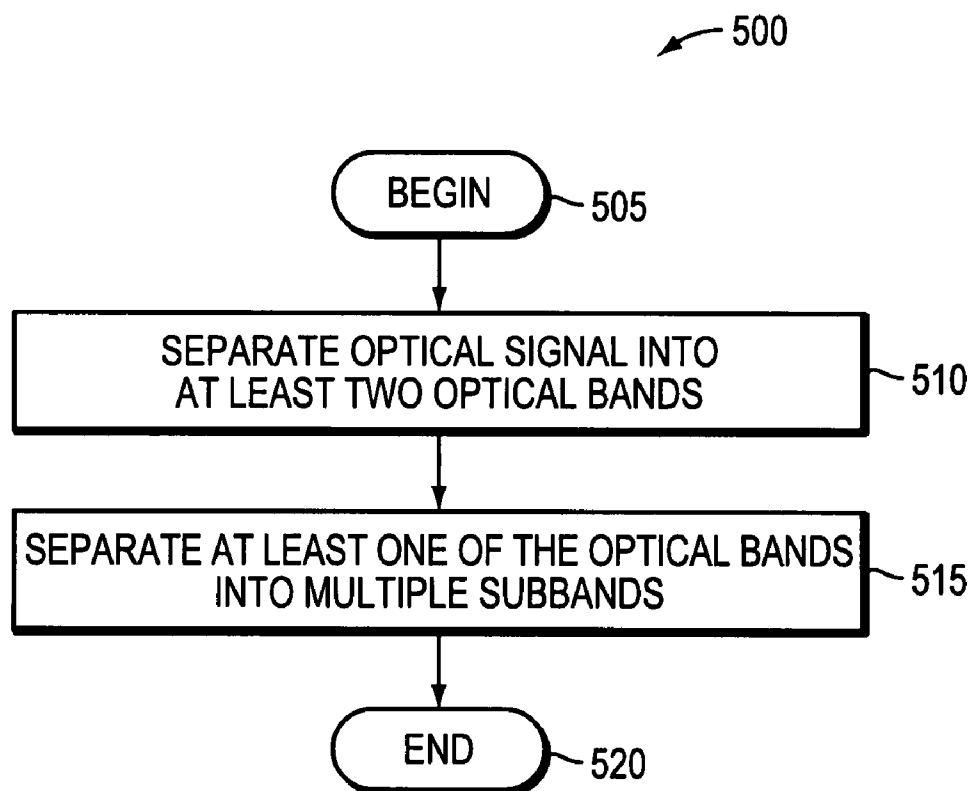 500
BEGIN
505
SEPARATE OPTICAL SIGNAL INTO
AT LEAST TWO OPTICAL BANDS
510
SEPARATE AT LEAST ONE OF THE OPTICAL BANDS
INTO MULTIPLE SUBBANDS
515
END
520